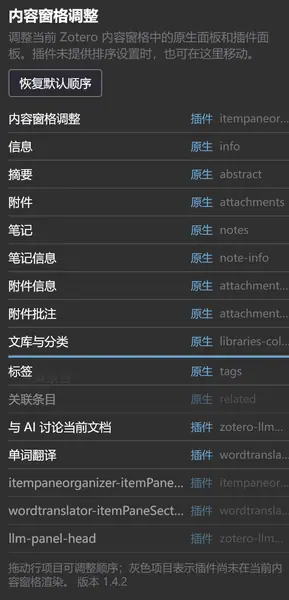 内容窗格调整
调整当前 Zotero 内容窗格中的原生面板和插件面
板。插件未提供排序设置时，也可在这里移动。
恢复默认顺序
内容窗格调整 插件 itempaneor...
信息 原生 info
摘要 原生 abstract
附件 原生 attachments
笔记 原生 notes
笔记信息 原生 note-info
附件信息 原生 attachment...
附件批注 原生 attachment...
文库与分类 原生 libraries-col...
标签 原生 tags
关联条目 原生 related
与 AI 讨论当前文档 插件 zotero-llm...
单词翻译 插件 wordtransla...
itempaneorganizer-itemPane... 插件 itempaneor...
wordtranslator-itemPaneSect... 插件 wordtransla...
llm-panel-head 插件 zotero-llm...
拖动行项目可调整顺序；灰色项目表示插件尚未在当前
内容窗格渲染。 版本 1.4.2